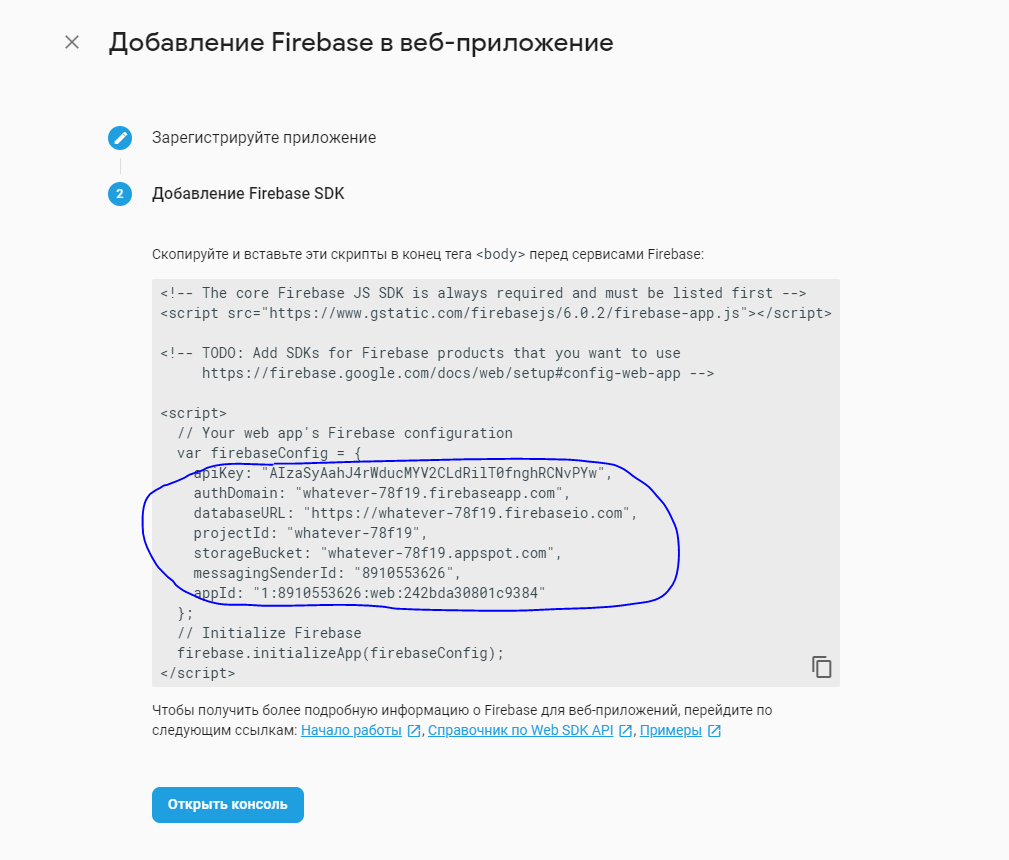 Добавление Firebase в веб-приложение
Зарегистрируйте приложение
2 Добавление Firebase SDK
Скопируйте и вставьте эти скрипты в конец тега <body> перед сервисами Firebase:
<!-- The core Firebase JS SDK is always required and must be listed first -->
<script src="https://www.gstatic.com/firebasejs/6.0.2/firebase-app.js"></script>
<!-- TODO: Add SDKs for Firebase products that you want to use
https://firebase.google.com/docs/web/setup#config-web-app -->
<script>
// Your web app's Firebase configuration
var firebaseConfig = {
apiKey: "AIzaSyAahJ4rWducMYV2CLdRilT0fnghRCNvPYw",
authDomain: "whatever-78f19.firebaseapp.com",
databaseURL: "https://whatever-78f19.firebaseio.com",
projectId: "whatever-78f19",
storageBucket: "whatever-78f19.appspot.com",
messagingSenderId: "8910553626",
appId: "1:8910553626:web:242bda30801c9384"
};
// Initialize Firebase
firebase.initializeApp(firebaseConfig);
</script>
Чтобы получить более подробную информацию о Firebase для веб-приложений, перейдите по
следующим ссылкам: Начало работы, Справочник по Web SDK API, Примеры
Открыть консоль